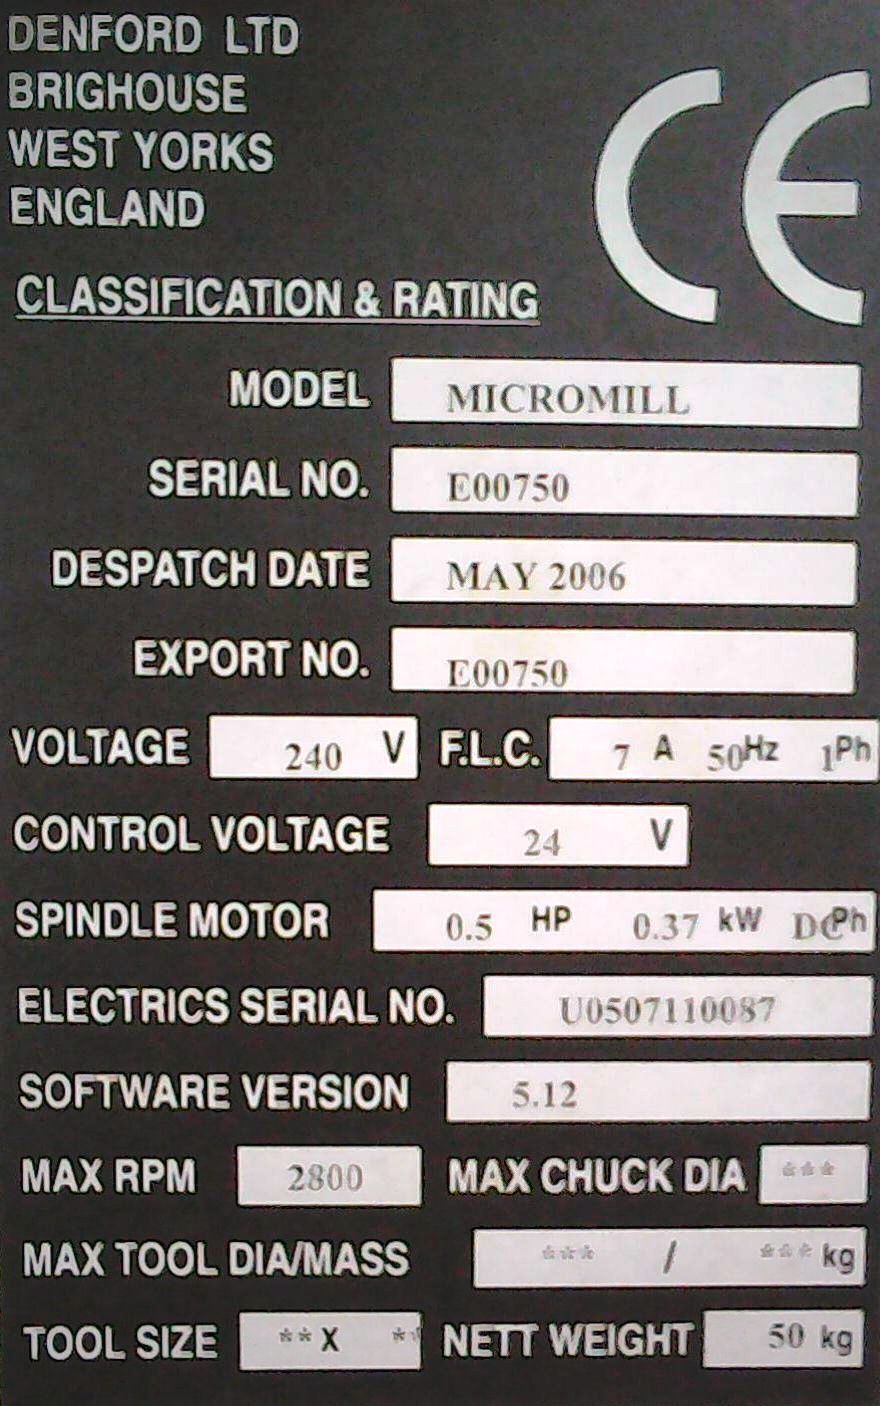 DENFORD LTD
BRIGHOUSE
WEST YORKS
ENGLAND
CE
CLASSIFICATION & RATING
MODEL MICROMILL
SERIAL NO. E00750
DESPATCH DATE MAY 2006
EXPORT NO. E00750
VOLTAGE 240 V F.L.C. 7 A 50Hz 1Ph
CONTROL VOLTAGE 24 V
SPINDLE MOTOR 0.5 HP 0.37 kW DC Ph
ELECTRICS SERIAL NO. U0507110087
SOFTWARE VERSION 5.12
MAX RPM 2800 MAX CHUCK DIA ***
MAX TOOL DIA/MASS *** / *** kg
TOOL SIZE ** X ** NETT WEIGHT 50 kg